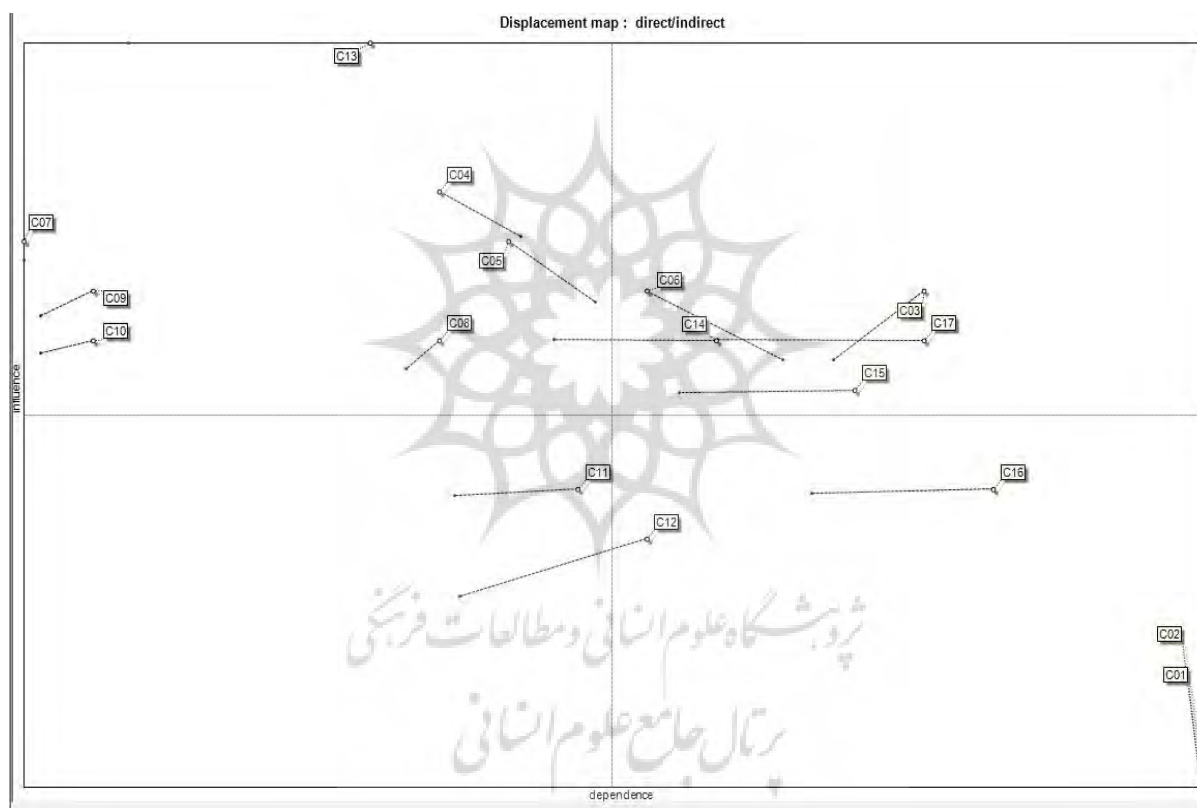 Displacement map : direct/indirect
C13
C04
C07
C05
C06
C09
C03
C10
C08
C14
C17
C15
influence
C11
C16
C12
پژوهشگاه علوم انسانی و مطالعات فرهنگی
C02
C01
پرتال جامع علوم انسانی
dependence